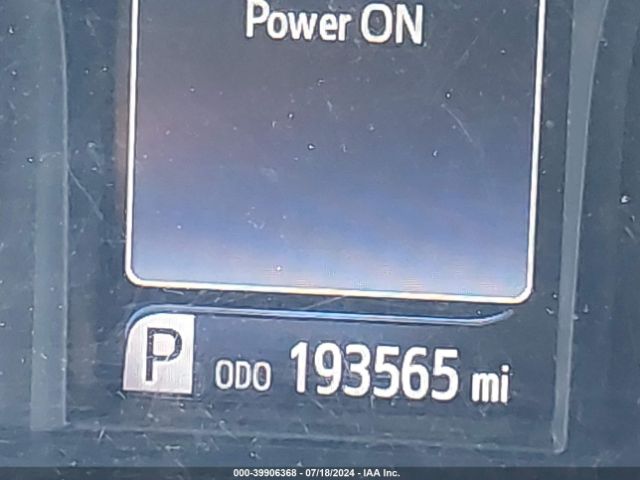 Power ON
P ODO 193565 mi
000-39906368 - 07/18/2024 - IAA Inc.